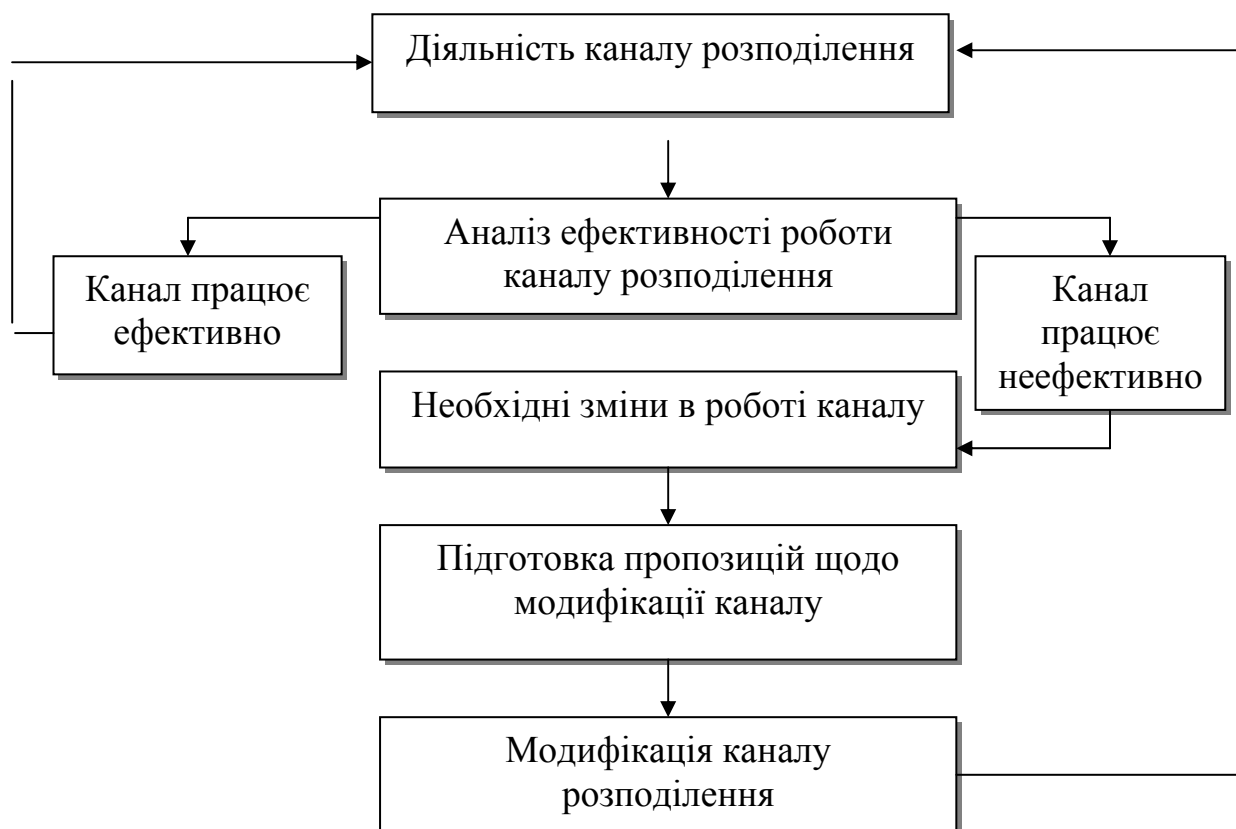 Діяльність каналу розподілення
Аналіз ефективності роботи
каналу розподілення
Канал працює
ефективно
Канал
працює
неефективно
Необхідні зміни в роботі каналу
Підготовка пропозицій щодо
модифікації каналу
Модифікація каналу
розподілення